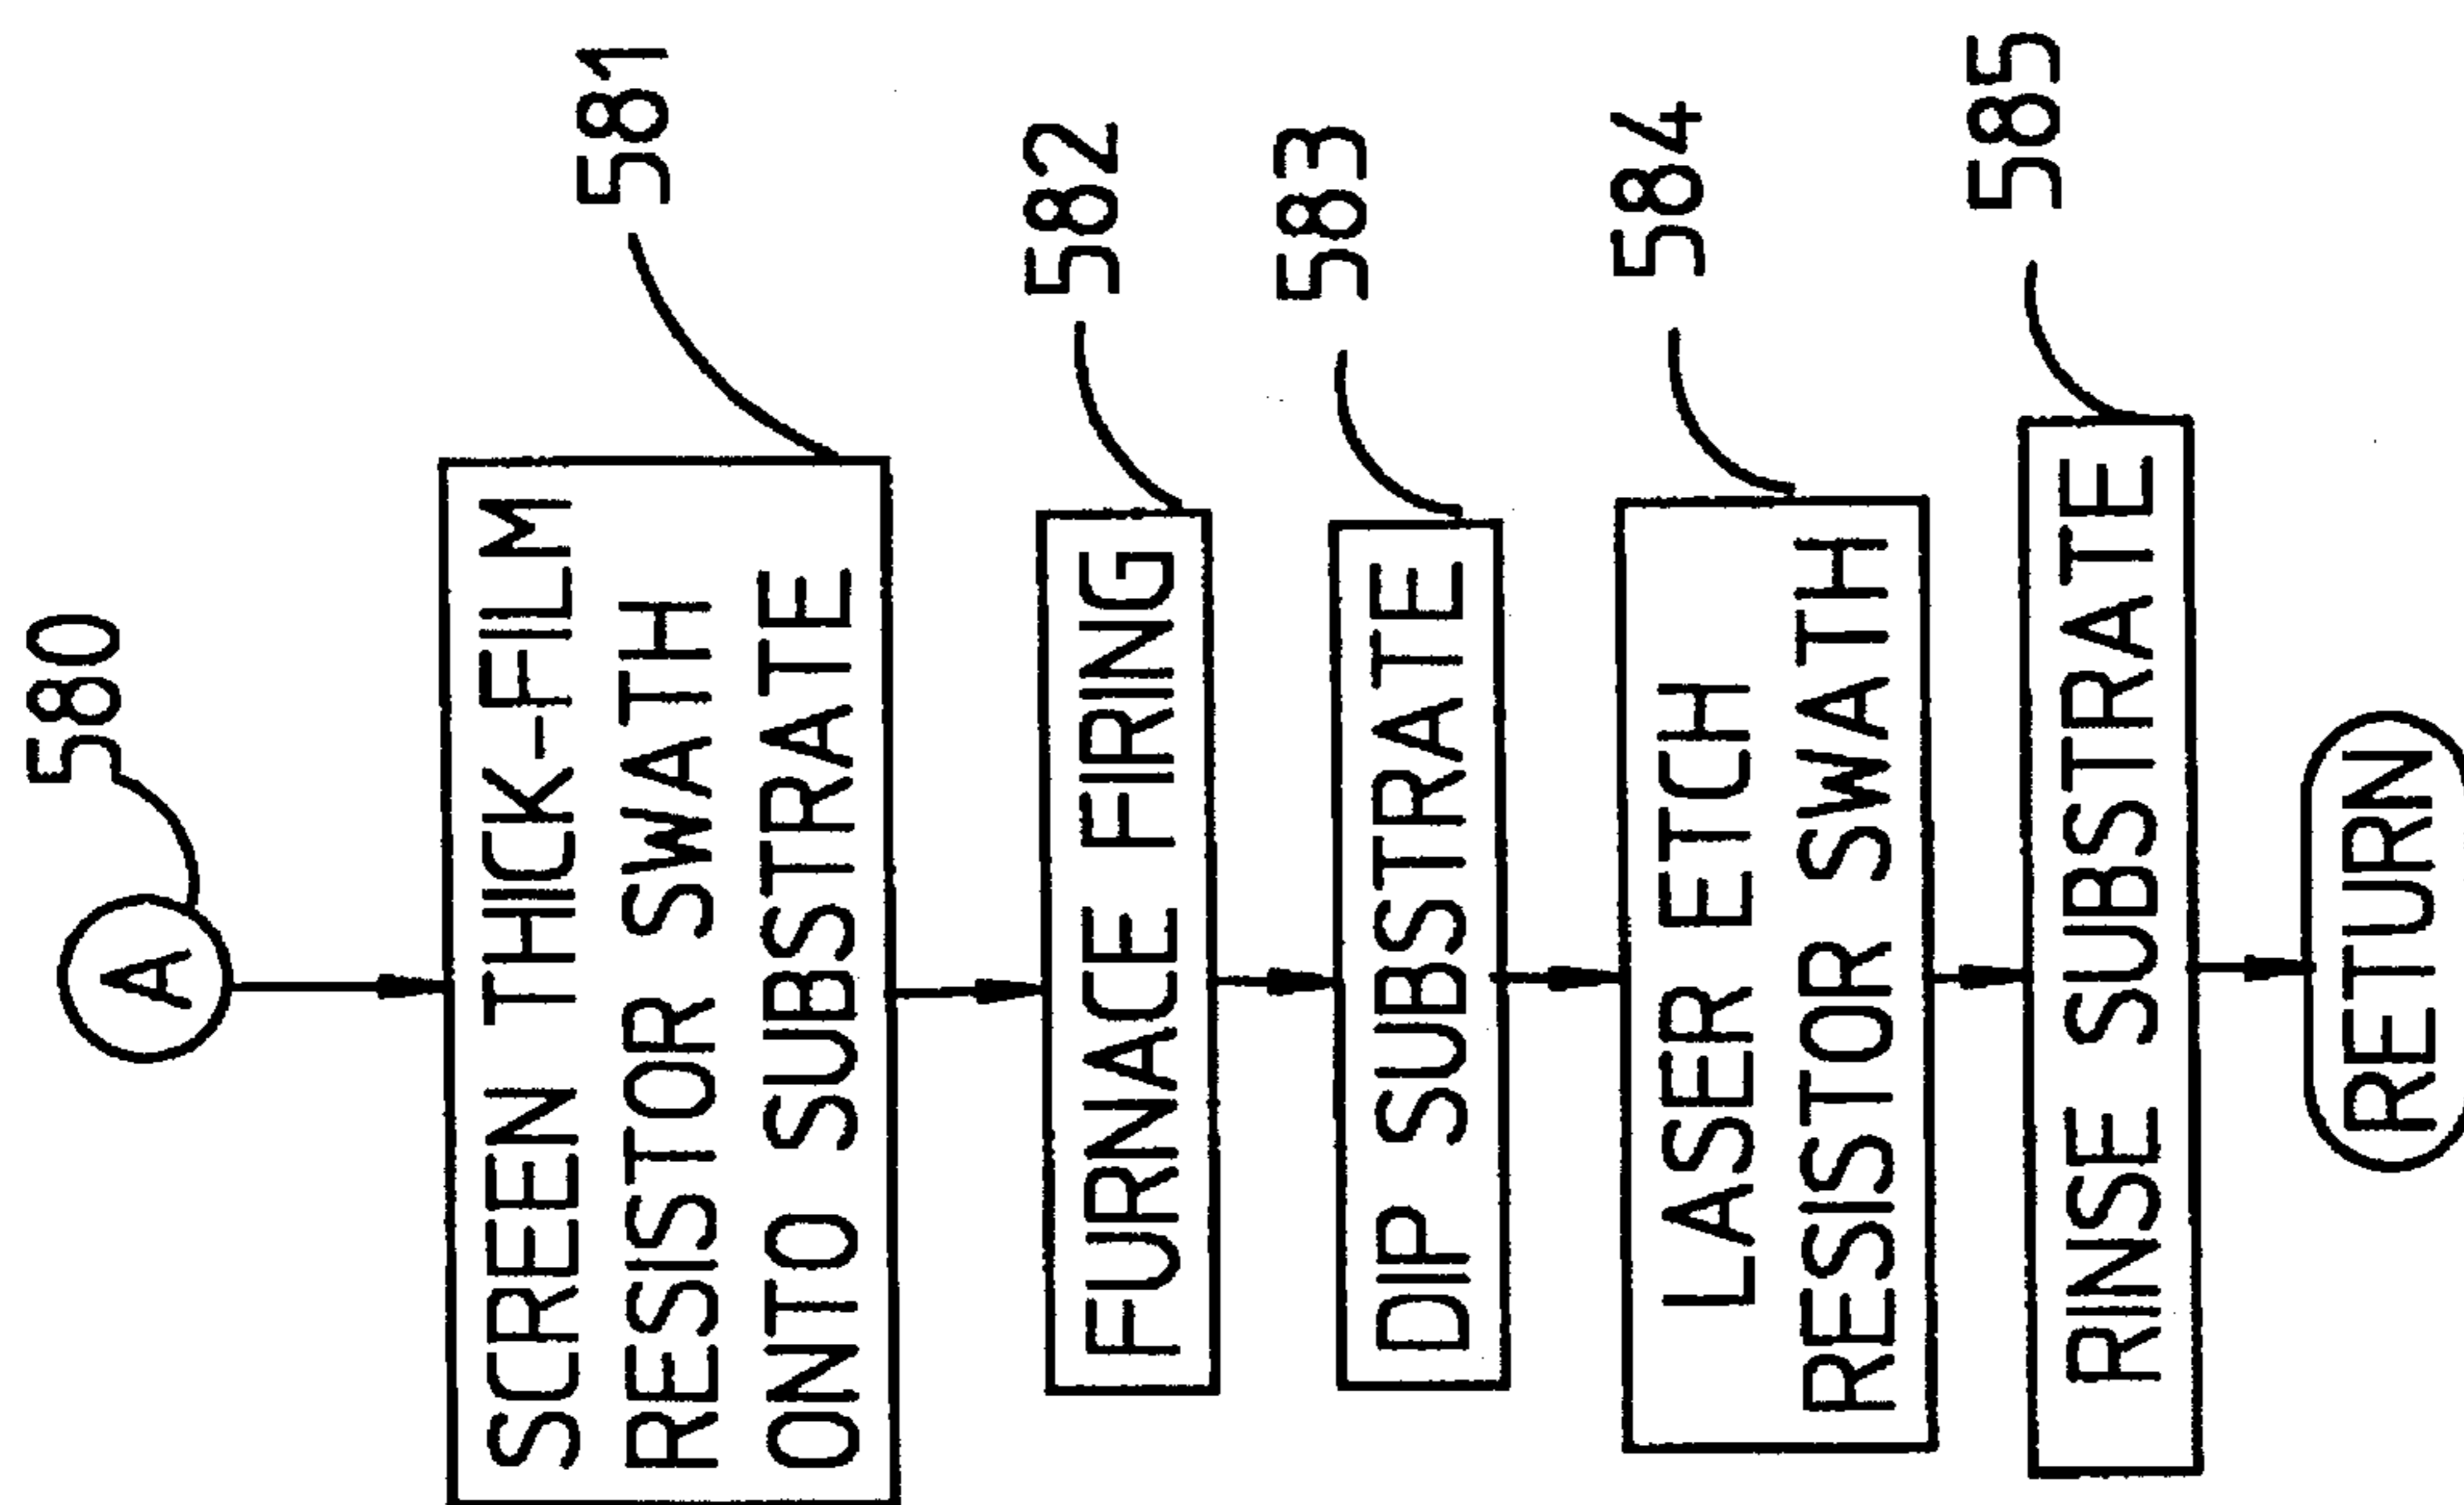 580
A
581
SCREEN THICK-FILM
RESISTOR SWATH
ONTO SUBSTRATE
582
FURNACE FIRING
583
DIP SUBSTRATE
584
LASER ETCH
RESISTOR SWATH
585
RINSE SUBSTRATE
RETURN